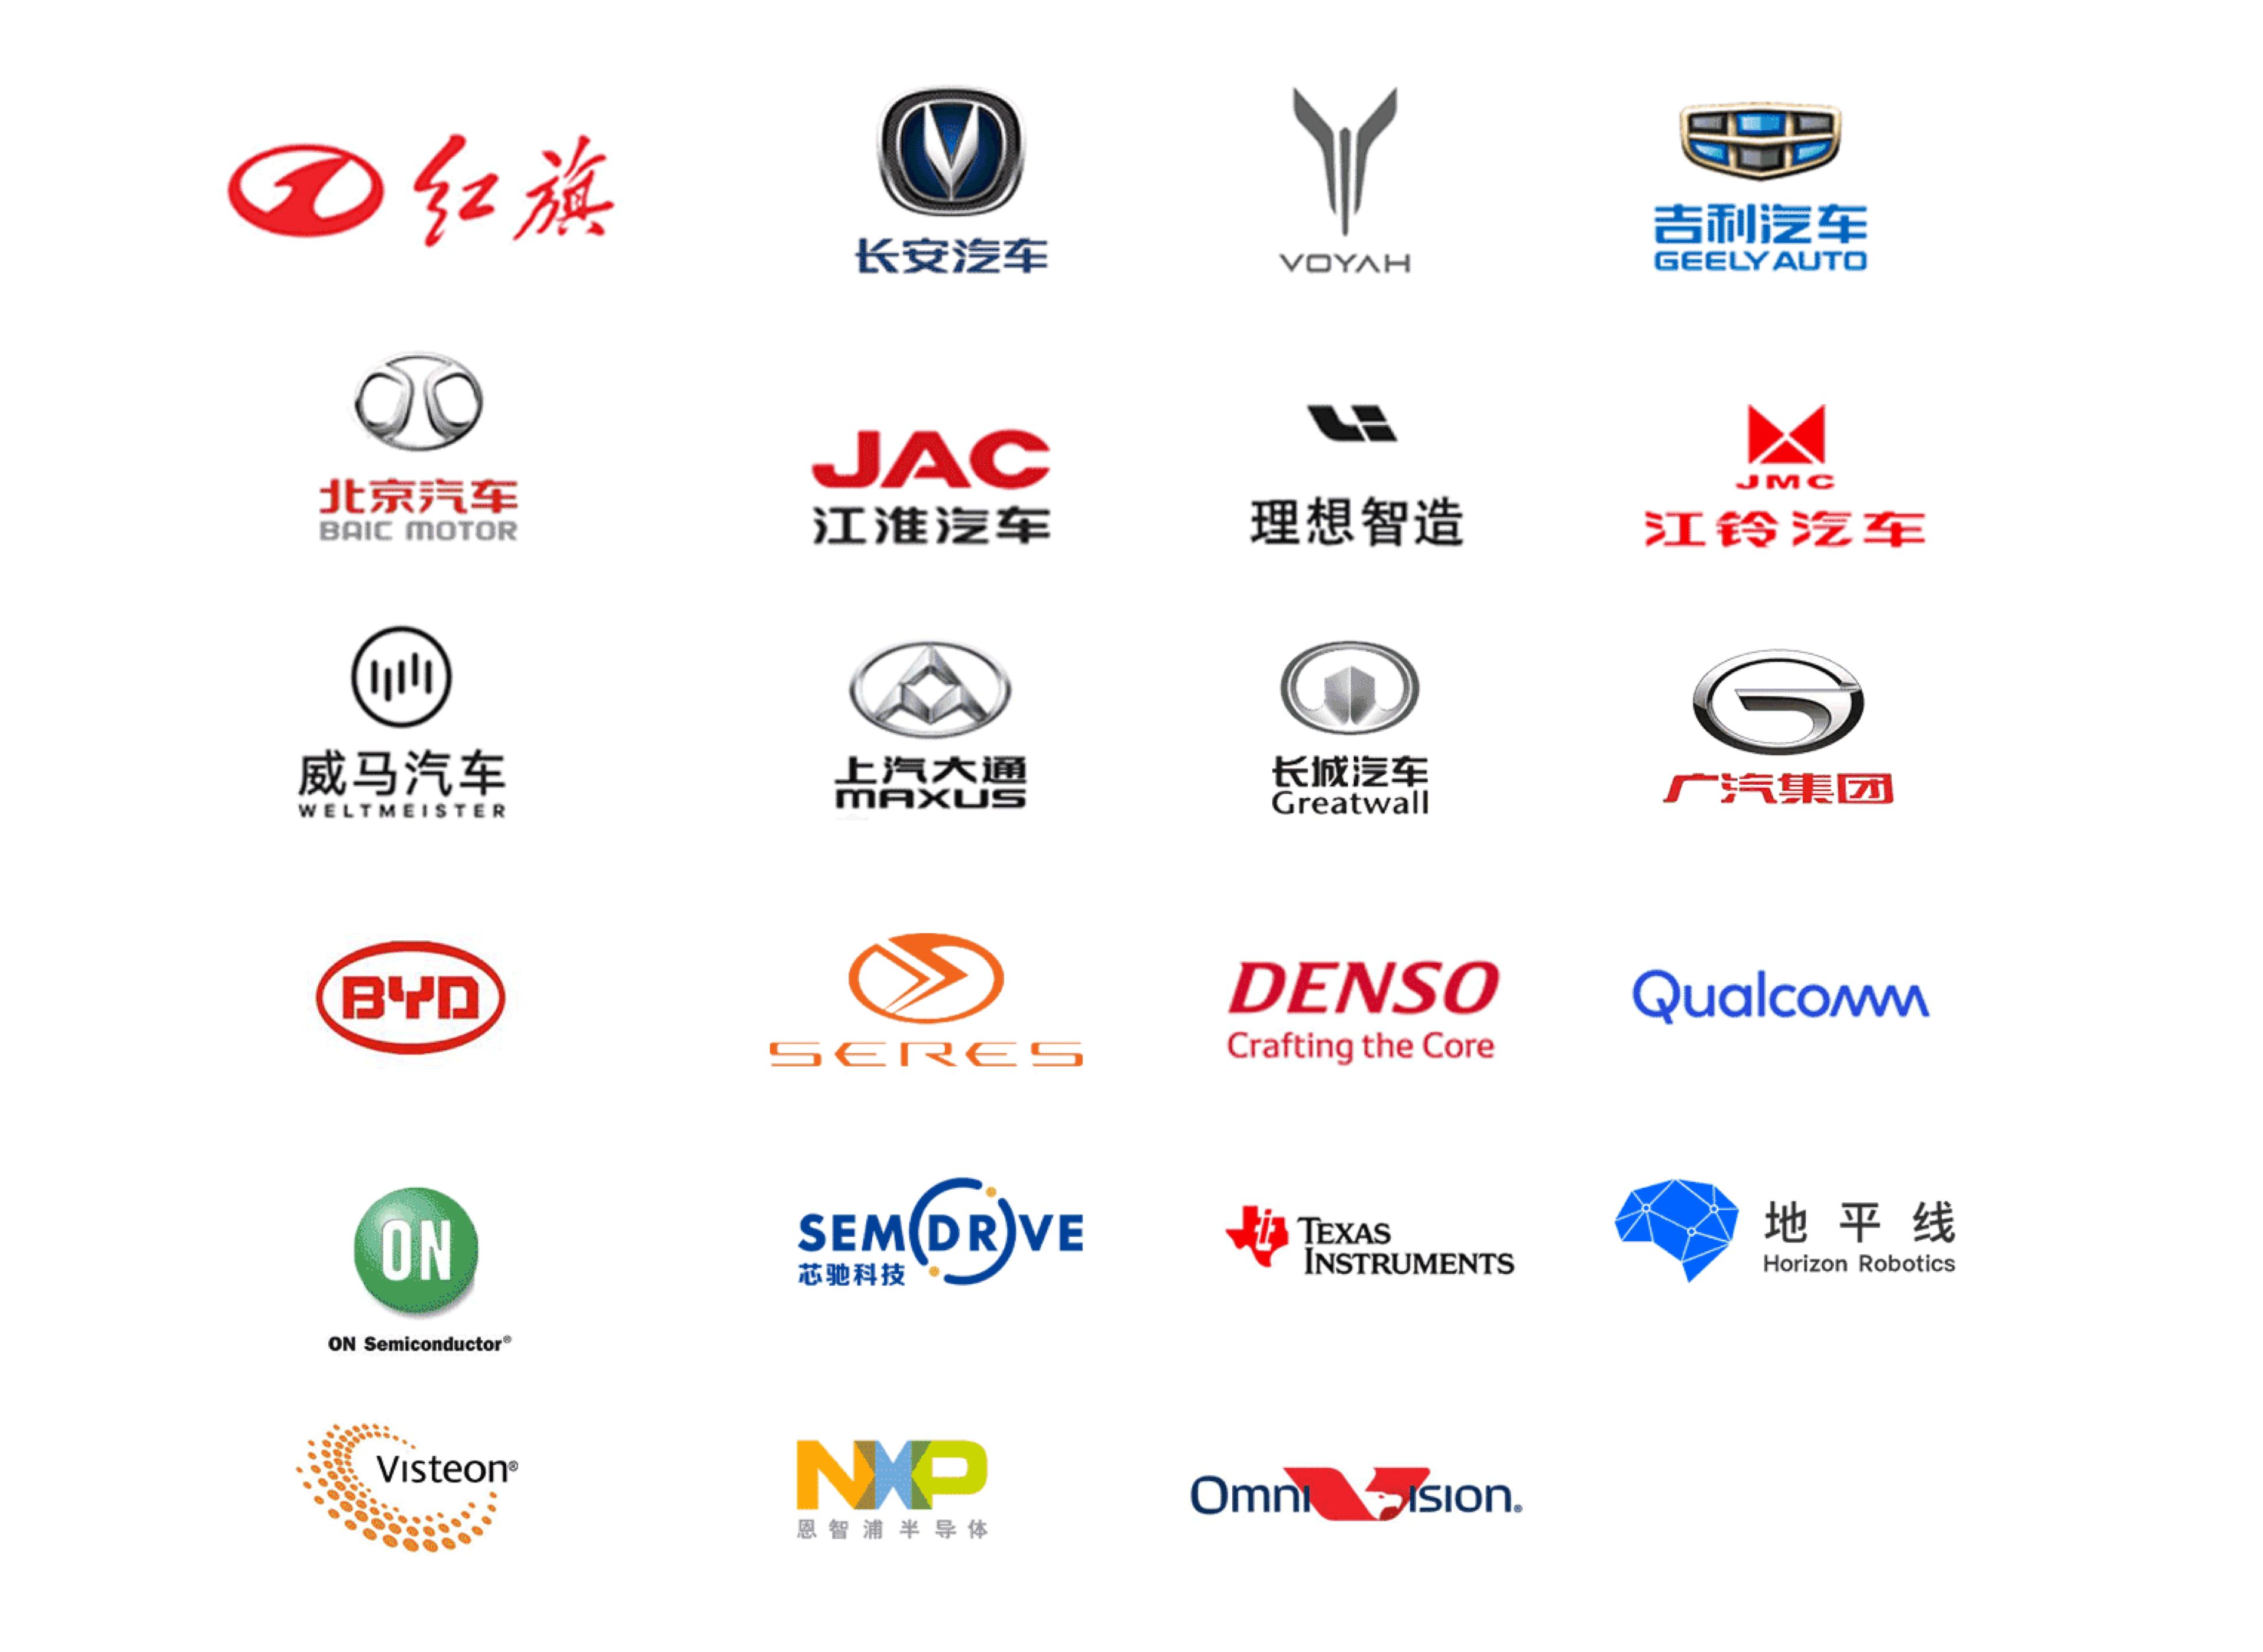 红旗
长安汽车
VOYAH
吉利汽车
GEELY AUTO
北京汽车
BAIC MOTOR
JAC
江淮汽车
理想智造
JMC
江铃汽车
威马汽车
WELTMEISTER
上汽大通
MAXUS
长城汽车
Greatwall
广汽集团
BYD
SERES
DENSO
Crafting the Core
Qualcomm
ON
ON Semiconductor®
SEMIDRIVE
芯驰科技
TEXAS
INSTRUMENTS
地平线
Horizon Robotics
Visteon®
NXP
恩智浦半导体
OmniVision®